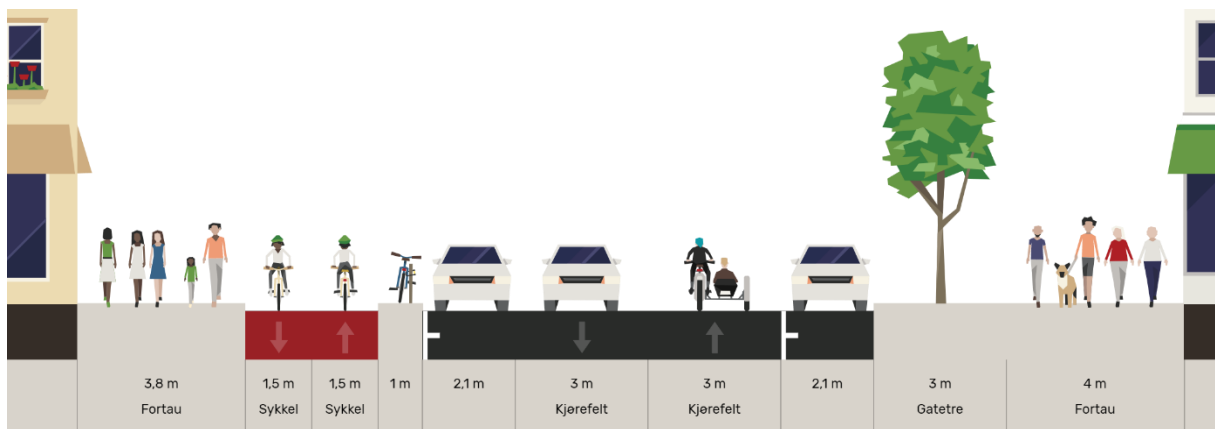 3,8 m
Fortau
1,5 m
Sykkel
1,5 m
Sykkel
1 m
2,1 m
3 m
Kjørefelt
3 m
Kjørefelt
2,1 m
3 m
Gatetre
4 m
Fortau